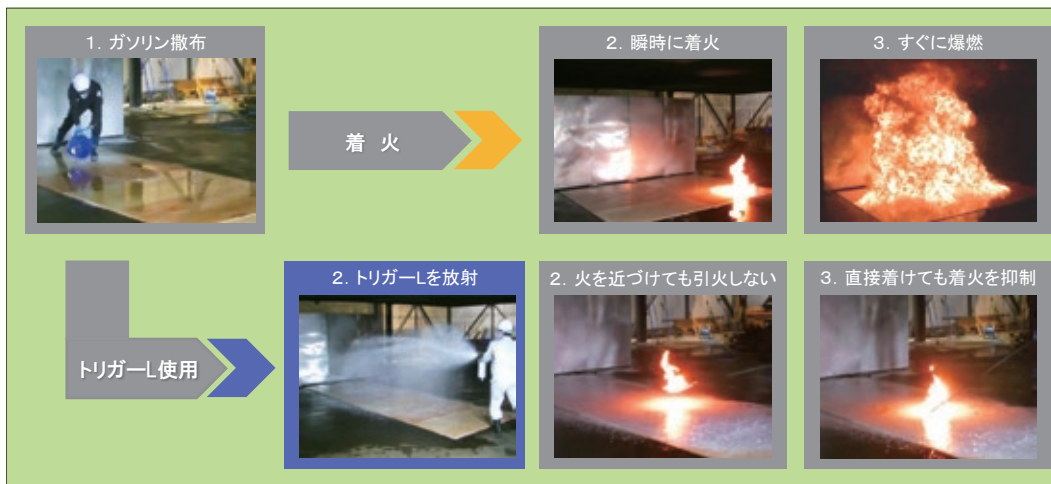 1. ガソリン撒布
着 火
2. 瞬時に着火
3. すぐに爆燃
トリガーL使用
2. トリガーLを放射
2. 火を近づけても引火しない
3. 直接着けても着火を抑制